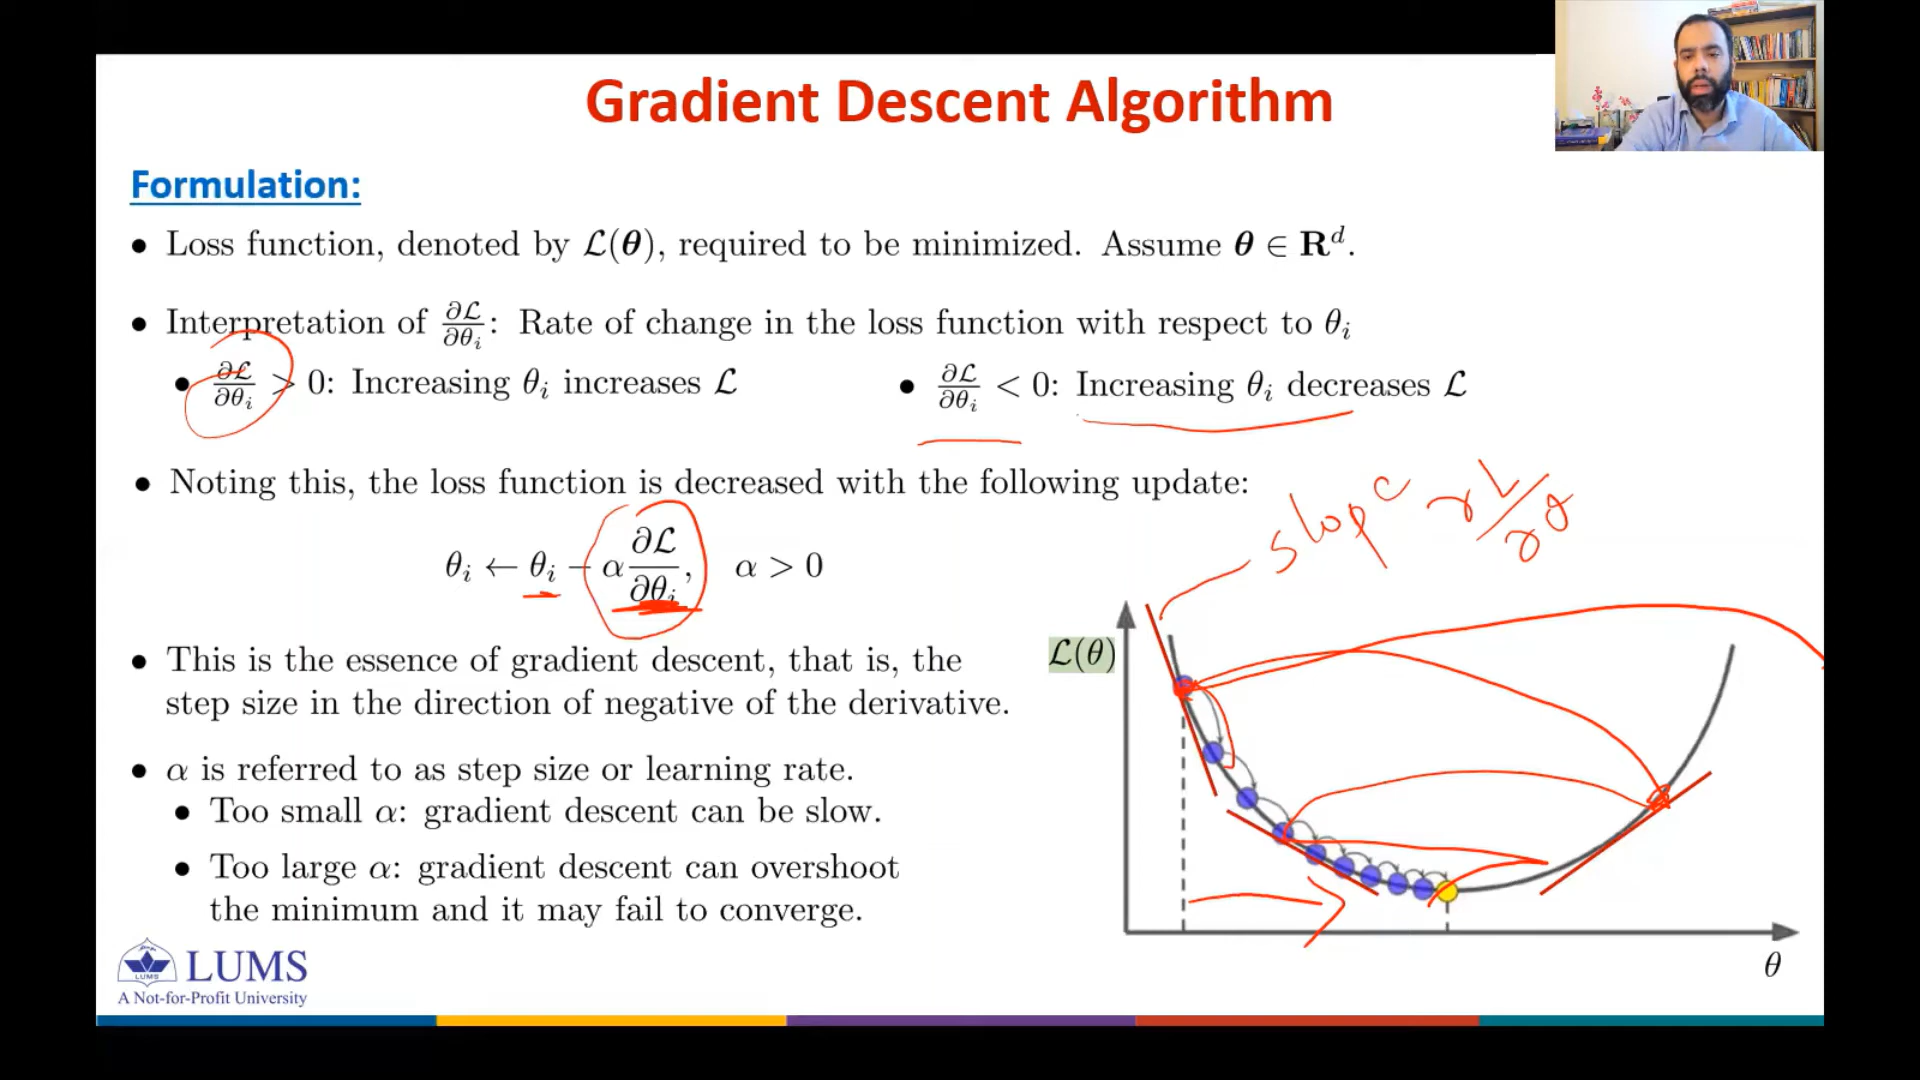 Gradient Descent Algorithm
Formulation:
• Loss function, denoted by ℒ(θ), required to be minimized. Assume θ ∈ R^d.
• Interpretation of ∂ℒ/∂θ_i: Rate of change in the loss function with respect to θ_i
• ∂ℒ/∂θ_i > 0: Increasing θ_i increases ℒ
• ∂ℒ/∂θ_i < 0: Increasing θ_i decreases ℒ
• Noting this, the loss function is decreased with the following update:
slope ∂L/∂θ
θ_i ← θ_i − α ∂ℒ/∂θ_i, α > 0
• This is the essence of gradient descent, that is, the
step size in the direction of negative of the derivative.
• α is referred to as step size or learning rate.
• Too small α: gradient descent can be slow.
• Too large α: gradient descent can overshoot
the minimum and it may fail to converge.
ℒ(θ)
θ
LUMS
LUMS
A Not-for-Profit University